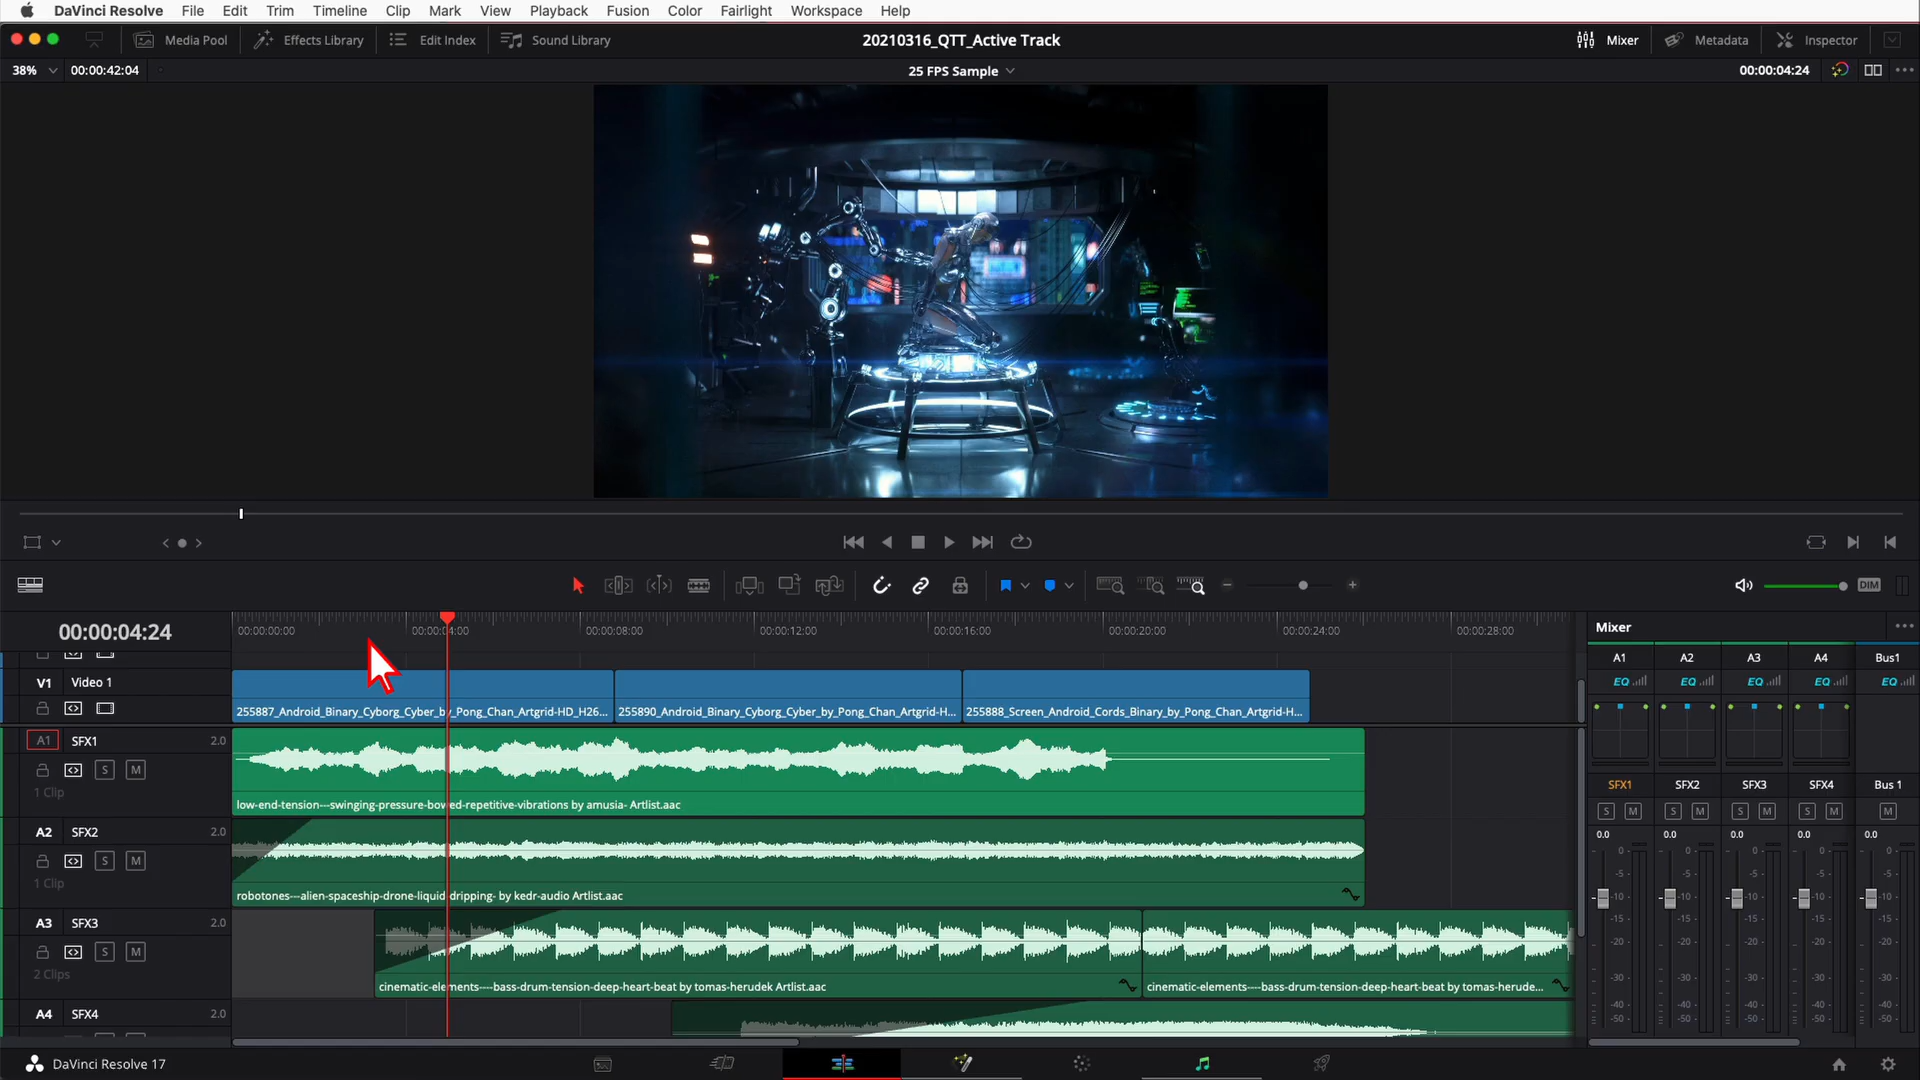 DaVinci Resolve File Edit Trim Timeline Clip Mark View Playback Fusion Color Fairlight Workspace Help
Media Pool Effects Library Edit Index Sound Library 20210316_QTT_Active Track Mixer Metadata Inspector
38% 00:00:42:04 25 FPS Sample 00:00:04:24
DIM
00:00:04:24 00:00:00:00 00:00:04:00 00:00:08:00 00:00:12:00 00:00:16:00 00:00:20:00 00:00:24:00 00:00:28:00
V1 Video 1
255887_Android_Binary_Cyborg_Cyber_by_Pong_Chan_Artgrid-HD_H26... 255890_Android_Binary_Cyborg_Cyber_by_Pong_Chan_Artgrid-H... 255888_Screen_Android_Cords_Binary_by_Pong_Chan_Artgrid-H...
A1 SFX1 2.0
S M
1 Clip
low-end-tension---swinging-pressure-bowed-repetitive-vibrations by amusia- Artlist.aac
A2 SFX2 2.0
S M
1 Clip
robotones---alien-spaceship-drone-liquid-dripping- by kedr-audio Artlist.aac
A3 SFX3 2.0
S M
2 Clips
cinematic-elements----bass-drum-tension-deep-heart-beat by tomas-herudek Artlist.aac cinematic-elements----bass-drum-tension-deep-heart-beat by tomas-herude...
A4 SFX4 2.0
Mixer
A1 A2 A3 A4 Bus1
EQ EQ EQ EQ EQ
SFX1 SFX2 SFX3 SFX4 Bus 1
S M S M S M S M M
0.0 0.0 0.0 0.0 0.0
0 0 0 0 0
-5 -5 -5 -5 -5
-10 -10 -10 -10 -10
-15 -15 -15 -15 -15
-20 -20 -20 -20 -20
-30 -30 -30 -30 -30
-40 -40 -40 -40 -40
-50 -50 -50 -50 -50
DaVinci Resolve 17